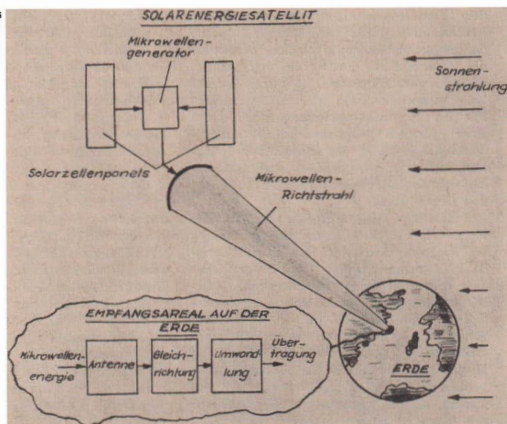 SOLARENERGIESATELLIT
Mikrowellen-
generator
Sonnen-
strahlung
Solarzellenpanels
Mikrowellen-
Richtstrahl
EMPFANGSAREAL AUF DER
ERDE
Mikrowellen-
energie
Antenne
Gleich-
richtung
Umwand-
lung
Über-
tragung
ERDE